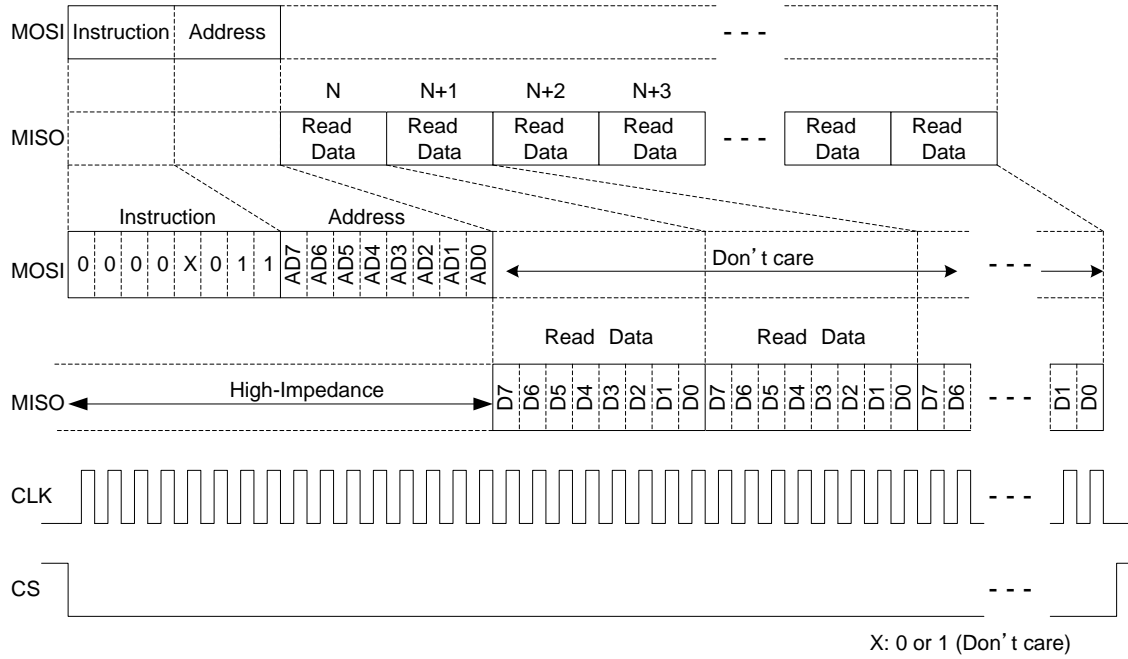 MOSI Instruction Address - - -
N N+1 N+2 N+3
MISO Read Data Read Data Read Data Read Data - - - Read Data Read Data
Instruction Address
MOSI 0 0 0 0 X 0 1 1 AD7 AD6 AD5 AD4 AD3 AD2 AD1 AD0 Don't care - - -
Read Data Read Data
MISO High-Impedance D7 D6 D5 D4 D3 D2 D1 D0 D7 D6 D5 D4 D3 D2 D1 D0 D7 D6 - - - D1 D0
CLK - - -
CS - - -
X: 0 or 1 (Don't care)